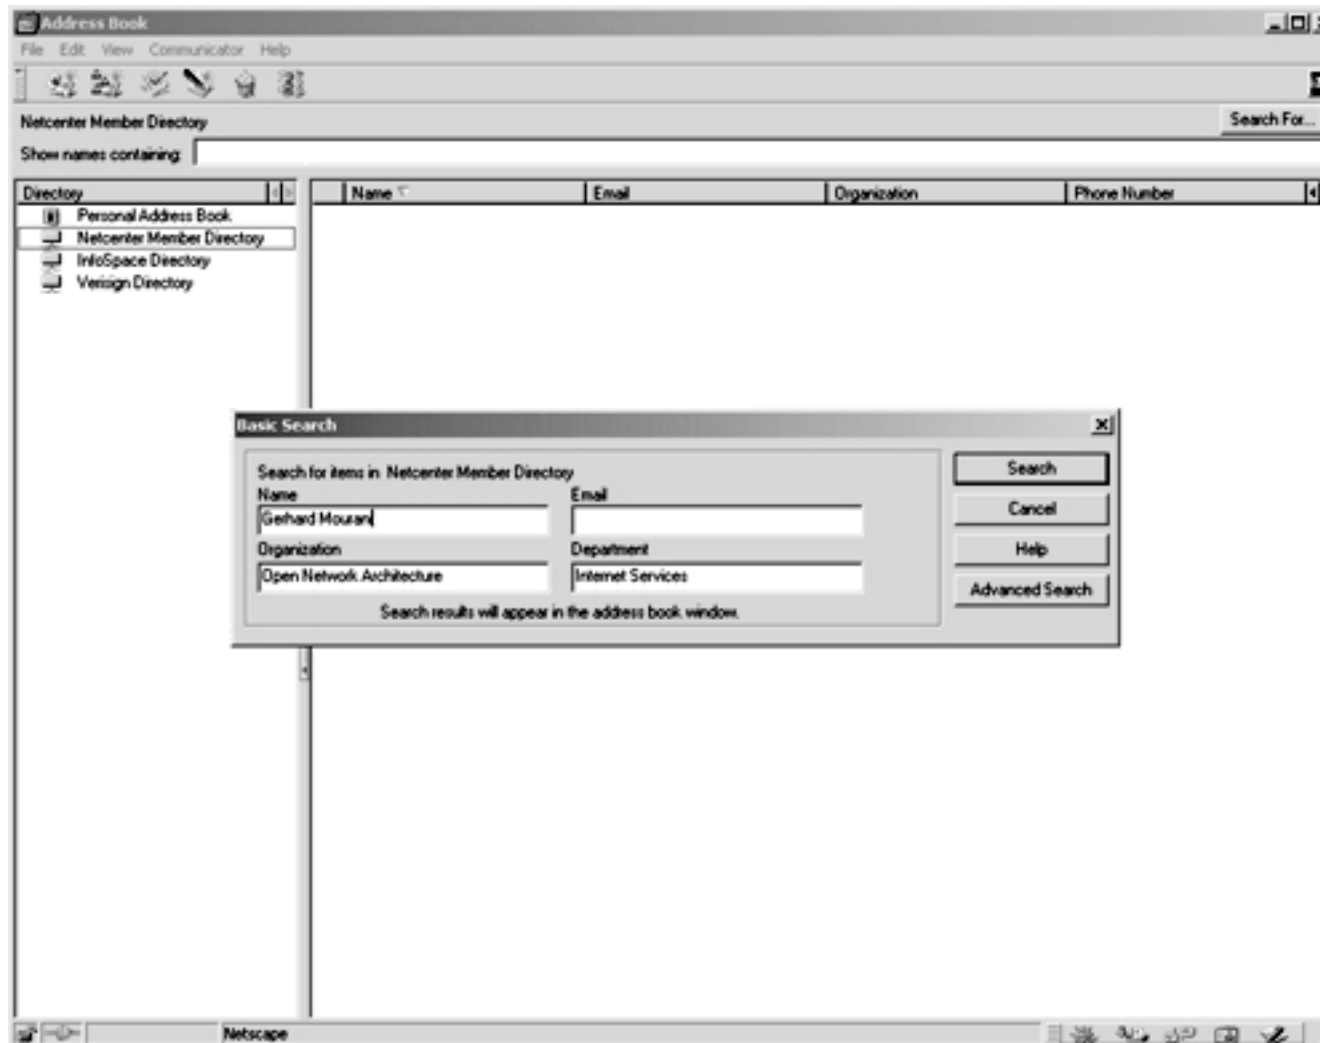 Address Book
File Edit View Communicator Help
Netcenter Member Directory
Search For...
Show names containing:
Directory
Name Email Organization Phone Number
Personal Address Book
Netcenter Member Directory
InfoSpace Directory
Verisign Directory
Basic Search
Search for items in Netcenter Member Directory
Name
Email
Gerhard Mourani
Organization
Department
Open Network Architecture
Internet Services
Search results will appear in the address book window.
Search
Cancel
Help
Advanced Search
Netscape